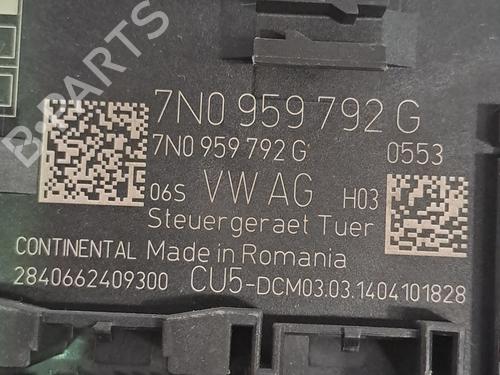 7N0 959 792 G
7N0 959 792 G 0553
06S VW AG H03
Steuergeraet Tuer
CONTINENTAL Made in Romania
2840662409300 CU5-DCM03.03.1404101828
B-PARTS